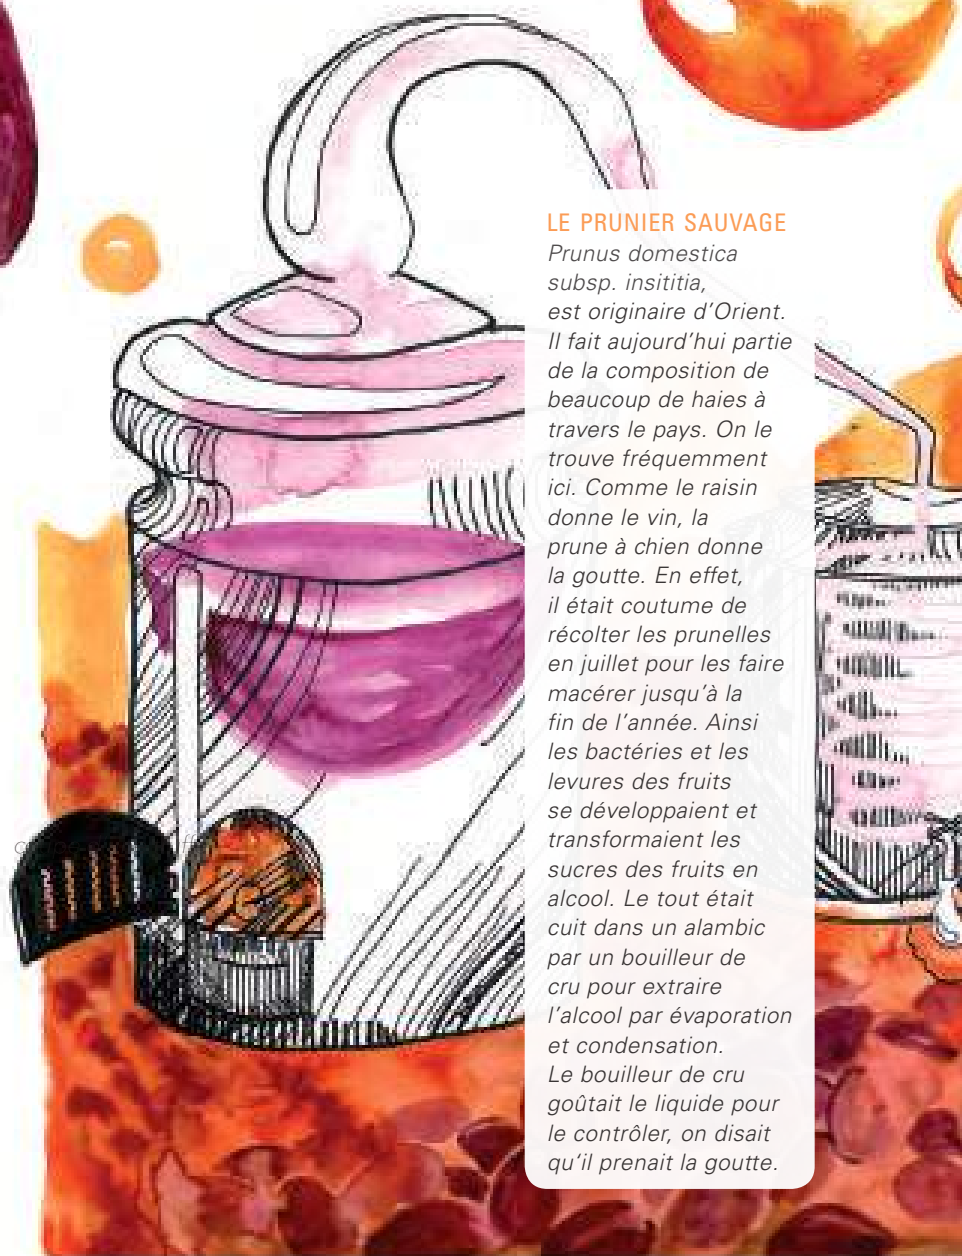 LE PRUNIER SAUVAGE
Prunus domestica
subsp. insititia,
est originaire d’Orient.
Il fait aujourd’hui partie
de la composition de
beaucoup de haies à
travers le pays. On le
trouve fréquemment
ici. Comme le raisin
donne le vin, la
prune à chien donne
la goutte. En effet,
il était coutume de
récolter les prunelles
en juillet pour les faire
macérer jusqu’à la
fin de l’année. Ainsi
les bactéries et les
levures des fruits
se développaient et
transformaient les
sucres des fruits en
alcool. Le tout était
cuit dans un alambic
par un bouilleur de
cru pour extraire
l’alcool par évaporation
et condensation.
Le bouilleur de cru
goûtait le liquide pour
le contrôler, on disait
qu’il prenait la goutte.